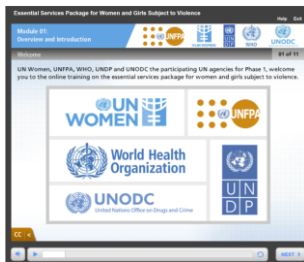 Essential Services Package for Women and Girls Subject to Violence
Help Exit
Module 01:
Overview and Introduction
UNFPA
UN WOMEN
UNDP
WHO
UNODC
Welcome
01 of 11
UN Women, UNFPA, WHO, UNDP and UNODC the participating UN agencies for Phase 1, welcome
you to the online training on the essential services package for women and girls subject to violence.
UN
WOMEN
UNFPA
World Health
Organization
UNODC
United Nations Office on Drugs and Crime
U N
D P
CC <
NEXT >